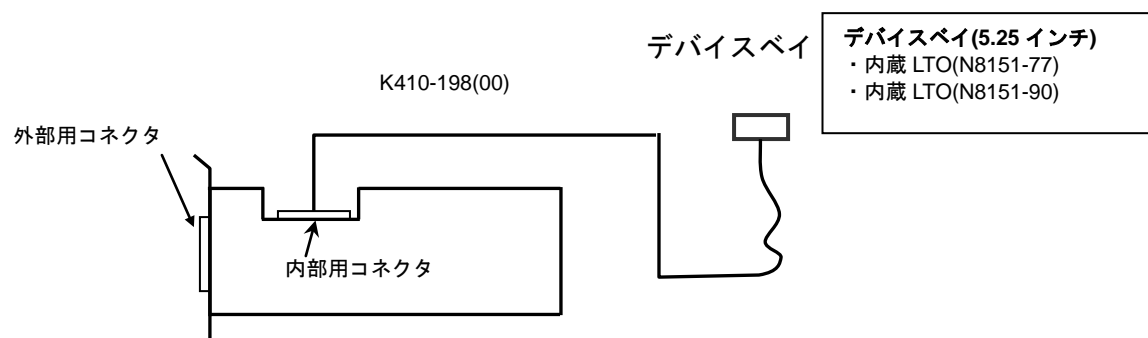 デバイスベイ
デバイスベイ(5.25 インチ)
・内蔵 LTO(N8151-77)
・内蔵 LTO(N8151-90)
K410-198(00)
外部用コネクタ
内部用コネクタ